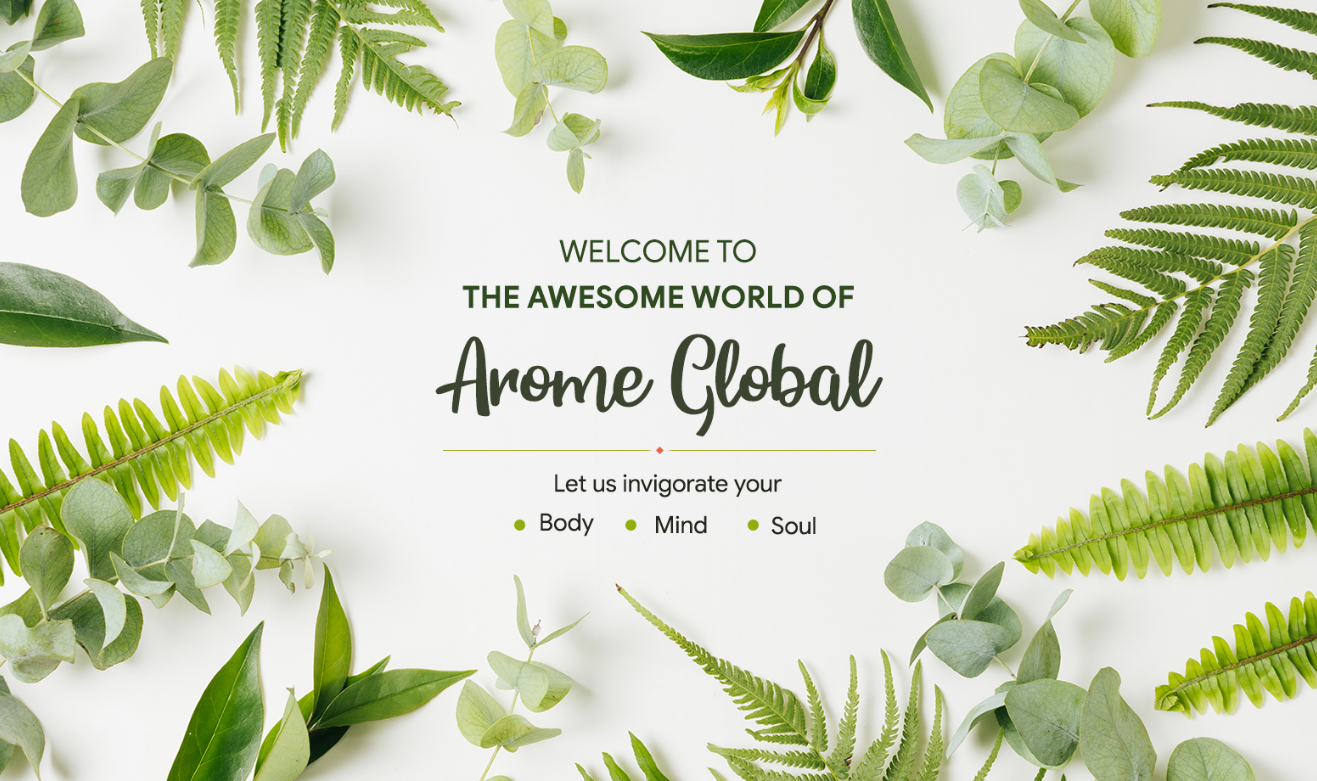 WELCOME TO
THE AWESOME WORLD OF
Arome Global
Let us invigorate your
• Body • Mind • Soul